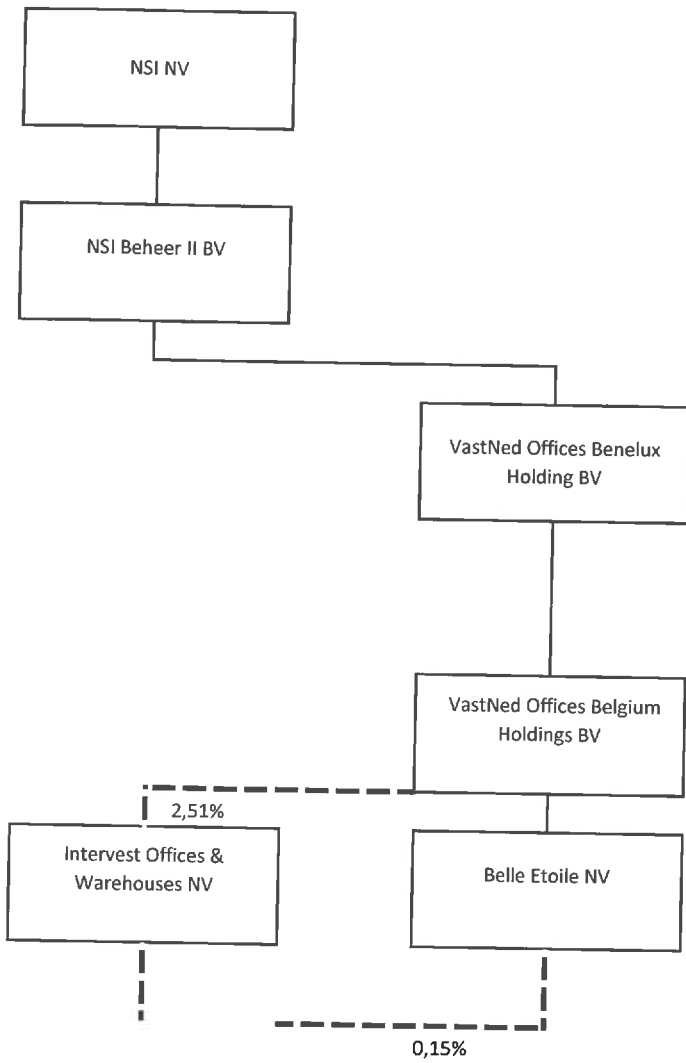 NSI NV
NSI Beheer II BV
VastNed Offices Benelux
Holding BV
VastNed Offices Belgium
Holdings BV
2,51%
Intervest Offices &
Warehouses NV
Belle Etoile NV
0,15%